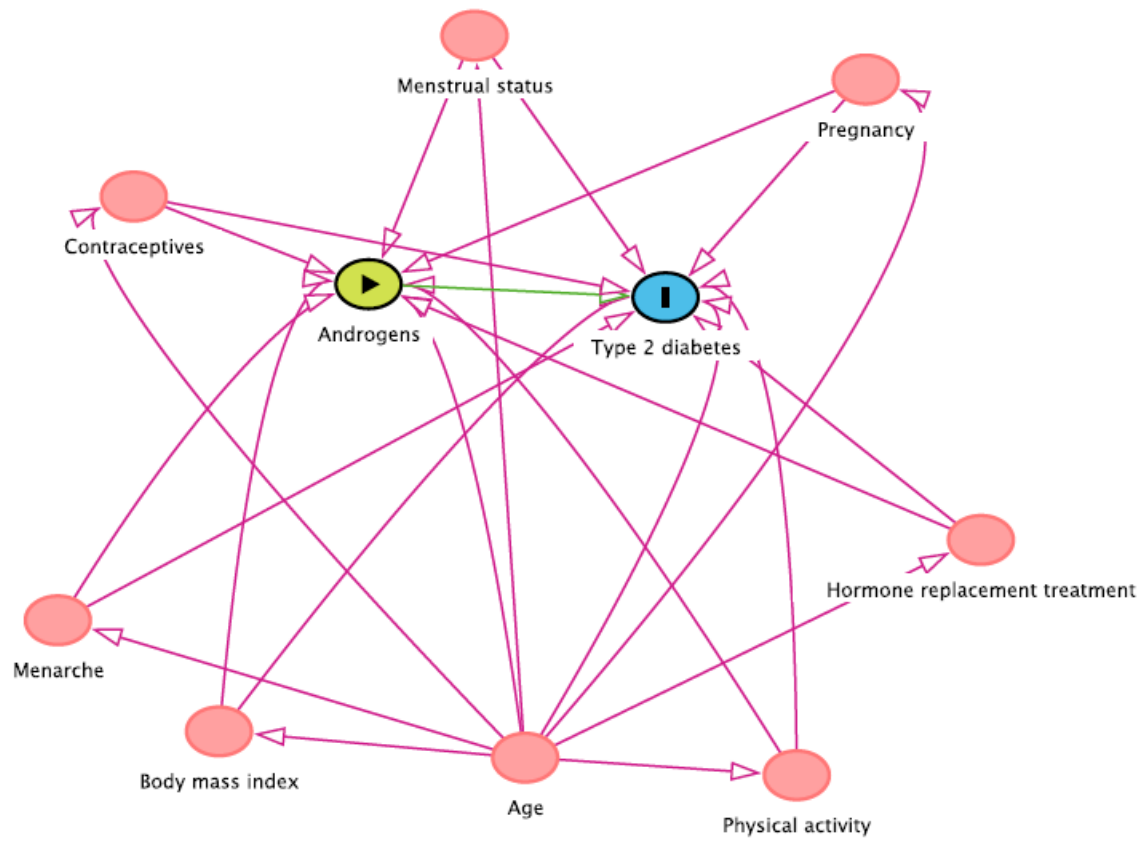 Menstrual status
Pregnancy
Contraceptives
Androgens
Type 2 diabetes
Hormone replacement treatment
Menarche
Body mass index
Age
Physical activity